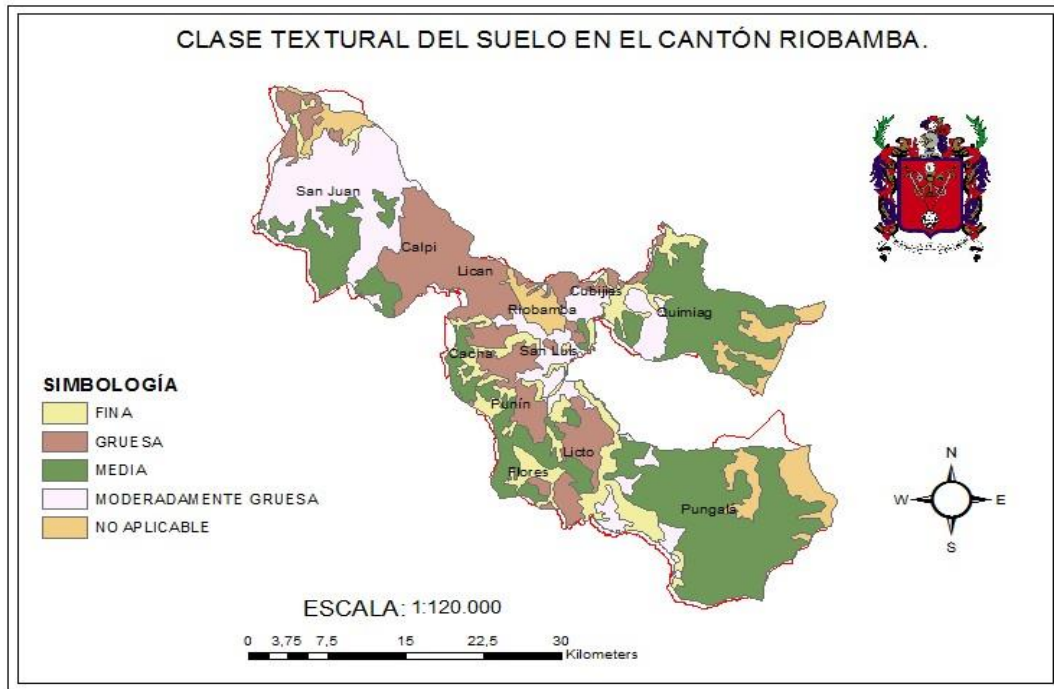 CLASE TEXTURAL DEL SUELO EN EL CANTÓN RIOBAMBA.
San Juan
Calpi
Lican
Riobamba
Cubijies
Quimiag
Cacha
San Luis
Punín
Licto
Flores
Pungala
SIMBOLOGÍA
FINA
GRUESA
MEDIA
MODERADAMENTE GRUESA
NO APLICABLE
N
W
E
S
ESCALA: 1:120.000
0 3,75 7,5 15 22,5 30
Kilometers